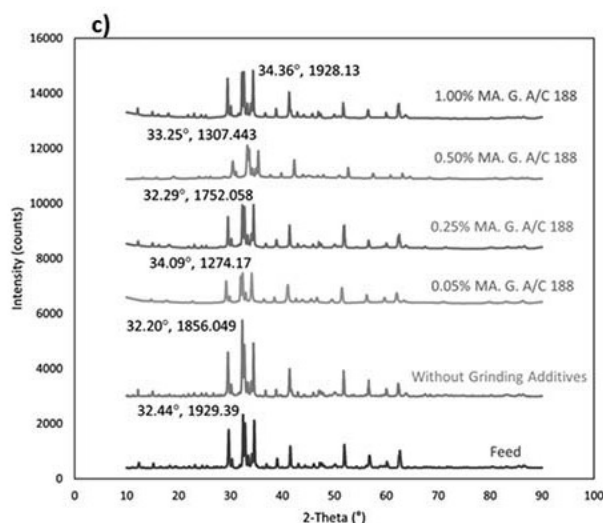 c)
16000
14000
12000
10000
8000
6000
4000
2000
0
Intensity (counts)
34.36°, 1928.13
1.00% MA. G. A/C 188
33.25°, 1307.443
0.50% MA. G. A/C 188
32.29°, 1752.058
0.25% MA. G. A/C 188
34.09°, 1274.17
0.05% MA. G. A/C 188
32.20°, 1856.049
Without Grinding Additives
32.44°, 1929.39
Feed
0 10 20 30 40 50 60 70 80 90 100
2-Theta (°)